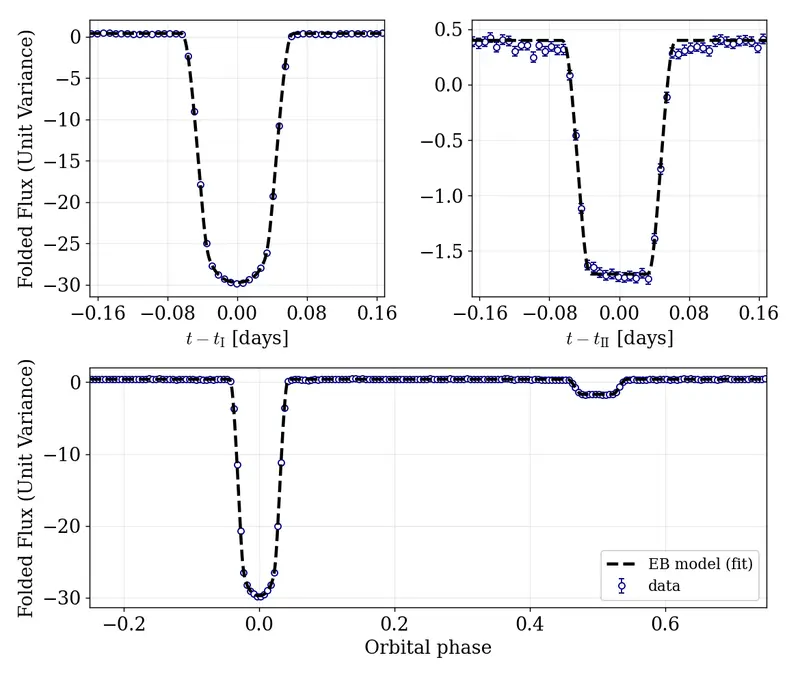 Folded Flux (Unit Variance)
0
−5
−10
−15
−20
−25
−30
−0.16 −0.08 0.00 0.08 0.16
t − tI [days]
0.5
0.0
−0.5
−1.0
−1.5
−0.16 −0.08 0.00 0.08 0.16
t − tII [days]
Folded Flux (Unit Variance)
0
−10
−20
−30
−0.2 0.0 0.2 0.4 0.6
Orbital phase
EB model (fit)
data